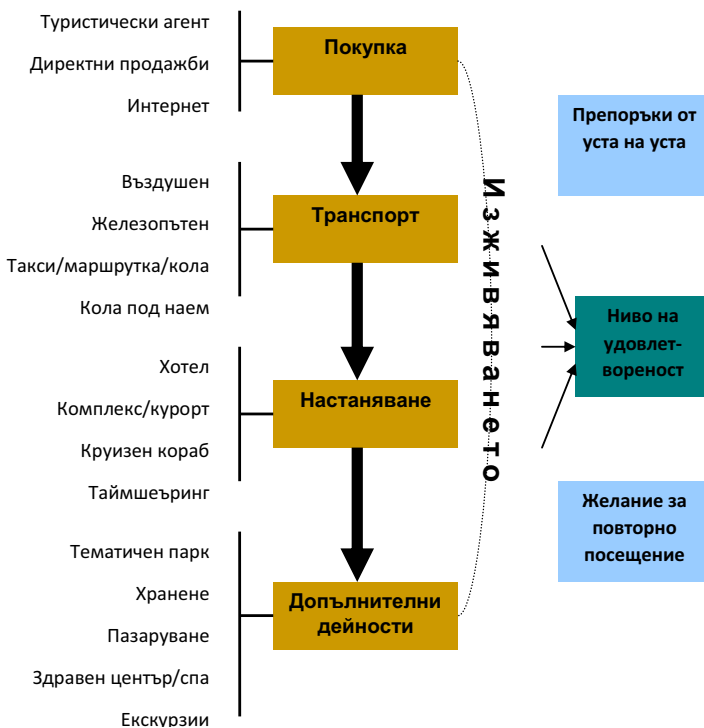 Туристически агент
Директни продажби
Интернет
Покупка
Въздушен
Железопътен
Такси/маршрутка/кола
Кола под наем
Транспорт
Хотел
Комплекс/курорт
Круизен кораб
Таймшеъринг
Настаняване
Тематичен парк
Хранене
Пазаруване
Здравен център/спа
Екскурзии
Допълнителни
дейности
Изживяването
Препоръки от
уста на уста
Ниво на
удовлет-
вореност
Желание за
повторно
посещение